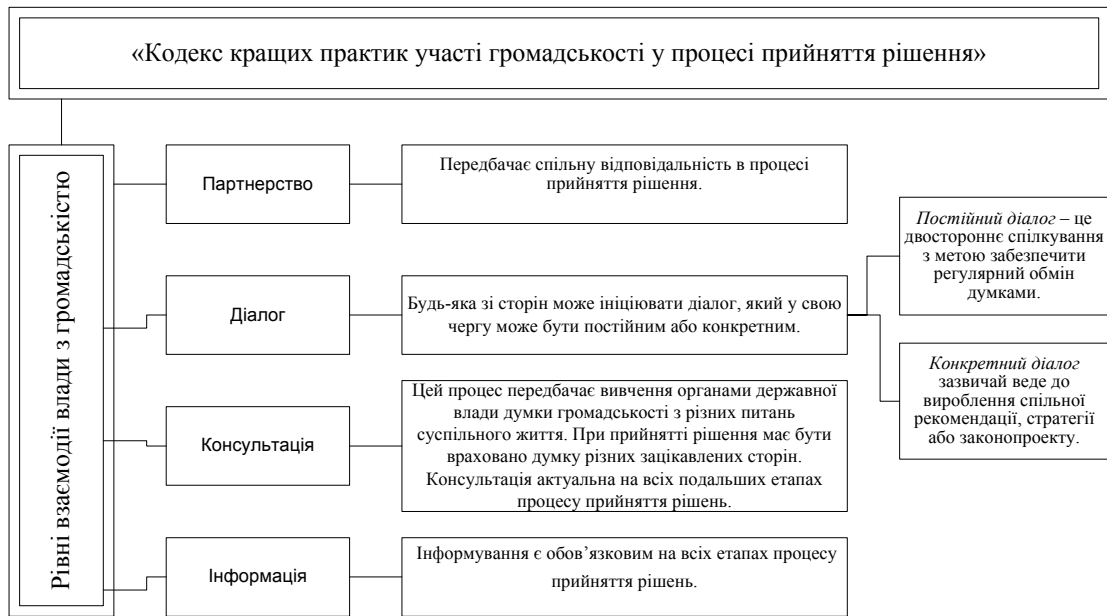 «Кодекс кращих практик участі громадськості у процесі прийняття рішення»
Рівні взаємодії влади з громадськістю
Партнерство
Передбачає спільну відповідальність в процесі
прийняття рішення.
Діалог
Будь-яка зі сторін може ініціювати діалог, який у свою
чергу може бути постійним або конкретним.
Постійний діалог – це
двостороннє спілкування
з метою забезпечити
регулярний обмін
думками.
Конкретний діалог
зазвичай веде до
вироблення спільної
рекомендації, стратегії
або законопроекту.
Консультація
Цей процес передбачає вивчення органами державної
влади думки громадськості з різних питань
суспільного життя. При прийнятті рішення має бути
враховано думку різних зацікавлених сторін.
Консультація актуальна на всіх подальших етапах
процесу прийняття рішень.
Інформація
Інформування є обов’язковим на всіх етапах процесу
прийняття рішень.